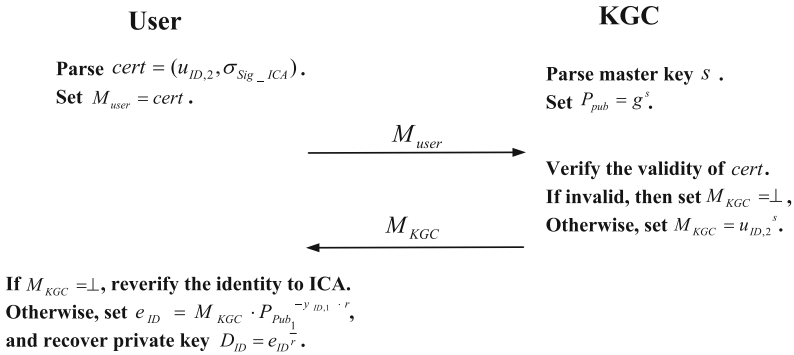 User
KGC
Parse cert = (u_{ID,2}, σ_{Sig_ICA}).
Set M_{user} = cert.
Parse master key s.
Set P_{pub} = g^s.
M_{user}
Verify the validity of cert.
If invalid, then set M_{KGC} =⊥,
Otherwise, set M_{KGC} = u_{ID,2}^s.
M_{KGC}
If M_{KGC} =⊥, reverify the identity to ICA.
Otherwise, set e_{ID} = M_{KGC} · P_{Pub}^{-y_{ID,1} · r},
and recover private key D_{ID} = e_{ID}^{1/r}.